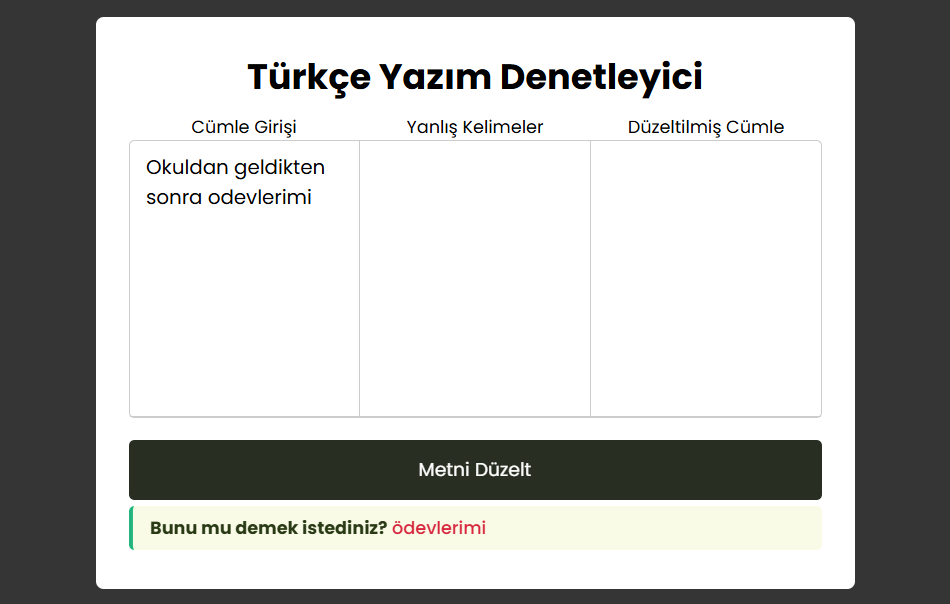 Türkçe Yazım Denetleyici
Cümle Girişi
Yanlış Kelimeler
Düzeltilmiş Cümle
Okuldan geldikten
sonra odevlerimi
Metni Düzelt
Bunu mu demek istediniz? ödevlerimi